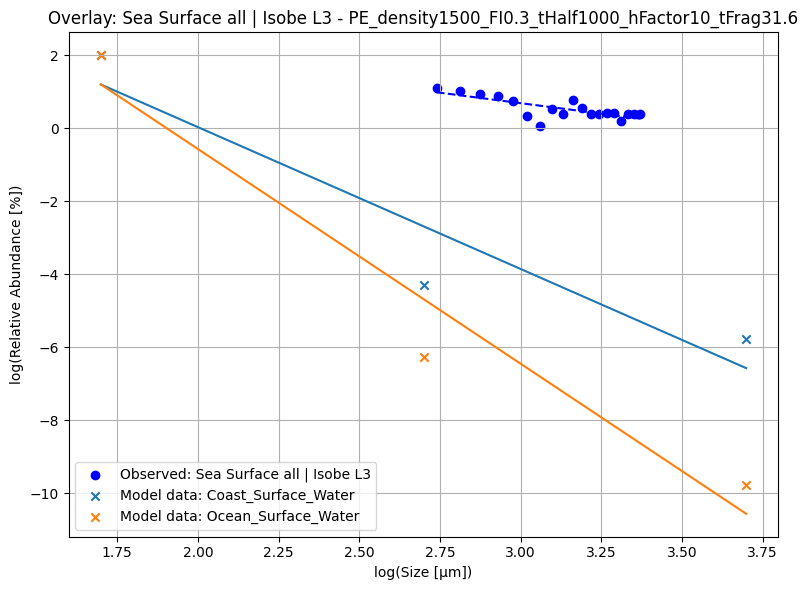 Overlay: Sea Surface all | Isobe L3 - PE_density1500_FI0.3_tHalf1000_hFactor10_tFrag31.6
log(Relative Abundance [%])
2
0
−2
−4
−6
−8
−10
Observed: Sea Surface all | Isobe L3
Model data: Coast_Surface_Water
Model data: Ocean_Surface_Water
1.75 2.00 2.25 2.50 2.75 3.00 3.25 3.50 3.75
log(Size [µm])